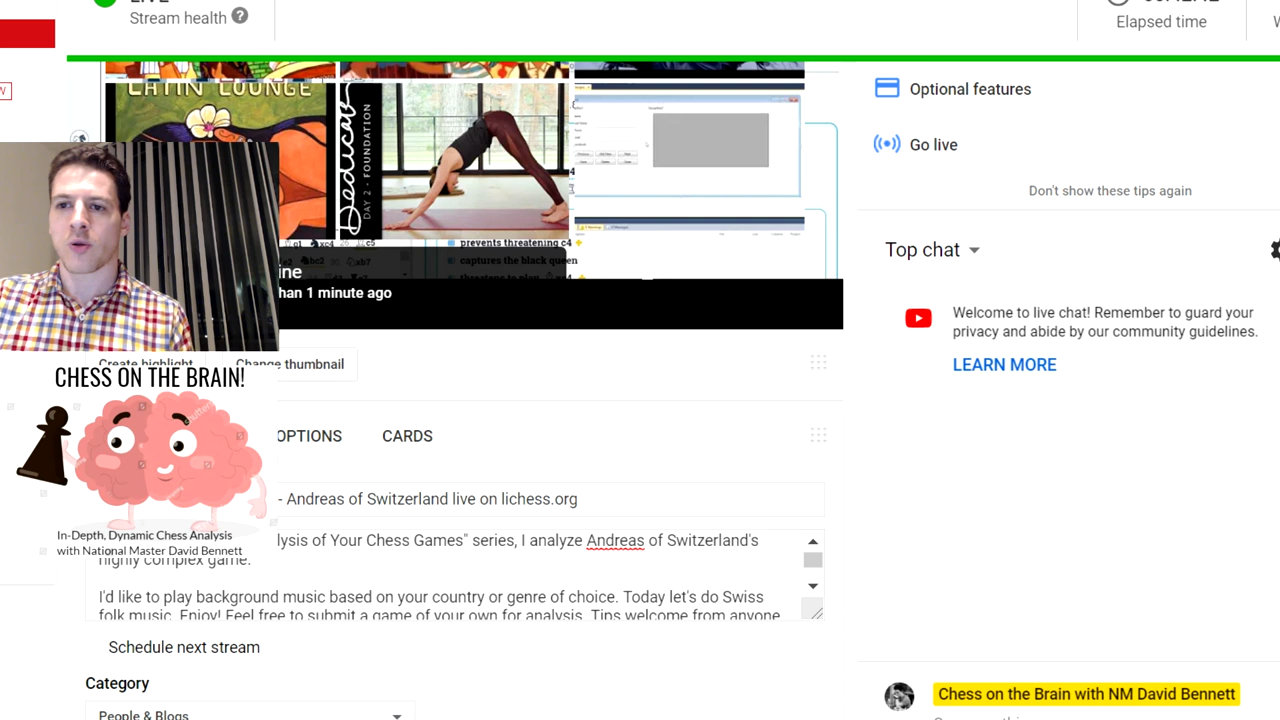 LIVE
Stream health
Elapsed time
Optional features
Go live
Don't show these tips again
Top chat
Welcome to live chat! Remember to guard your
privacy and abide by our community guidelines.
LEARN MORE
LATIN LOUNGE
Dedicate
DAY 2 - FOUNDATION
prevents threatening c4
captures the black queen
ine
han 1 minute ago
Create highlight
Change thumbnail
CHESS ON THE BRAIN!
OPTIONS
CARDS
- Andreas of Switzerland live on lichess.org
lysis of Your Chess Games" series, I analyze Andreas of Switzerland's
highly complex game.
In-Depth, Dynamic Chess Analysis
with National Master David Bennett
I'd like to play background music based on your country or genre of choice. Today let's do Swiss
folk music. Enjoy! Feel free to submit a game of your own for analysis. Tips welcome from anyone
Schedule next stream
Category
People & Blogs
Chess on the Brain with NM David Bennett